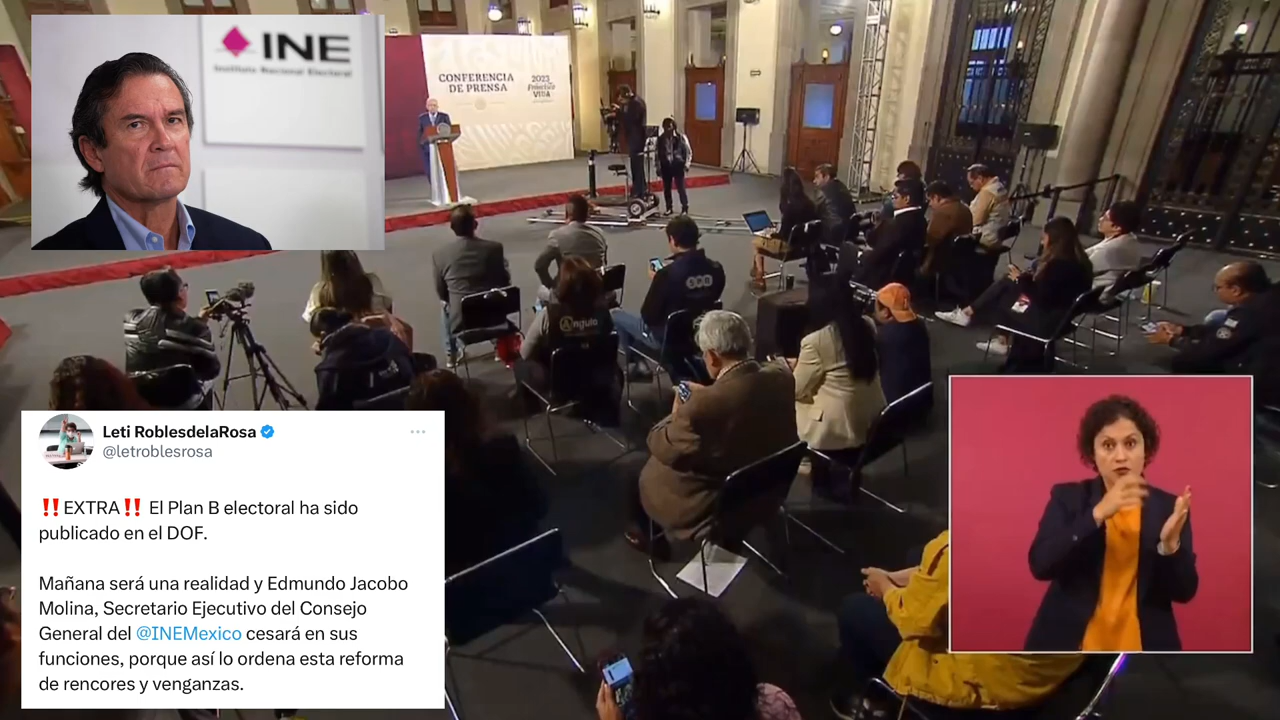 INE
Instituto Nacional Electoral
CONFERENCIA
DE PRENSA
2023
Francisco
VILLA
SPR
Ángulo
Leti RoblesdelaRosa
@letroblesrosa
‼️EXTRA‼️ El Plan B electoral ha sido
publicado en el DOF.
Mañana será una realidad y Edmundo Jacobo
Molina, Secretario Ejecutivo del Consejo
General del @INEMexico cesará en sus
funciones, porque así lo ordena esta reforma
de rencores y venganzas.